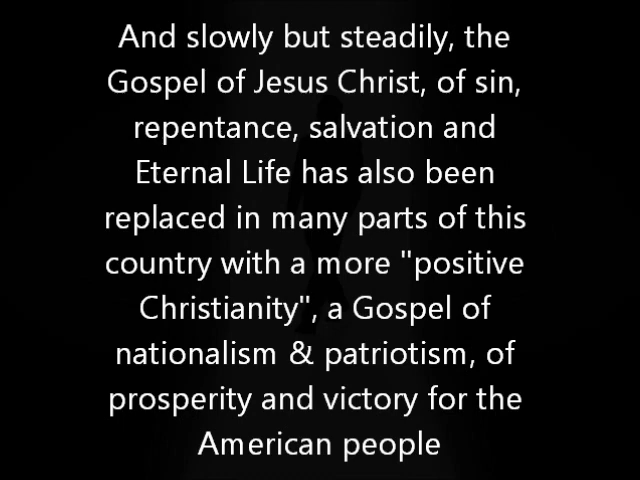 And slowly but steadily, the
Gospel of Jesus Christ, of sin,
repentance, salvation and
Eternal Life has also been
replaced in many parts of this
country with a more "positive
Christianity", a Gospel of
nationalism & patriotism, of
prosperity and victory for the
American people